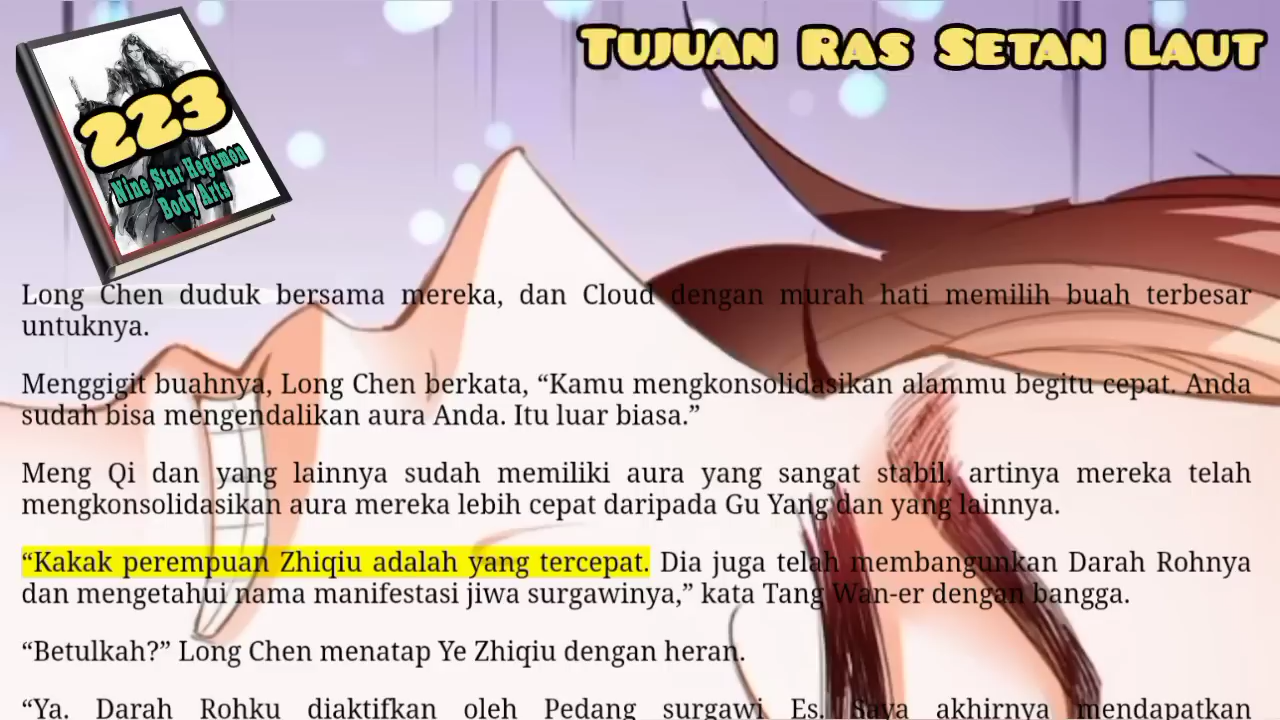 Tujuan Ras Setan Laut
223
Nine Star Hegemon
Body Arts
Long Chen duduk bersama mereka, dan Cloud dengan murah hati memilih buah terbesar
untuknya.
Menggigit buahnya, Long Chen berkata, “Kamu mengkonsolidasikan alammu begitu cepat. Anda
sudah bisa mengendalikan aura Anda. Itu luar biasa.”
Meng Qi dan yang lainnya sudah memiliki aura yang sangat stabil, artinya mereka telah
mengkonsolidasikan aura mereka lebih cepat daripada Gu Yang dan yang lainnya.
“Kakak perempuan Zhiqiu adalah yang tercepat. Dia juga telah membangunkan Darah Rohnya
dan mengetahui nama manifestasi jiwa surgawinya,” kata Tang Wan-er dengan bangga.
“Betulkah?” Long Chen menatap Ye Zhiqiu dengan heran.
“Ya. Darah Rohku diaktifkan oleh Pedang surgawi Es. Saya akhirnya mendapatkan